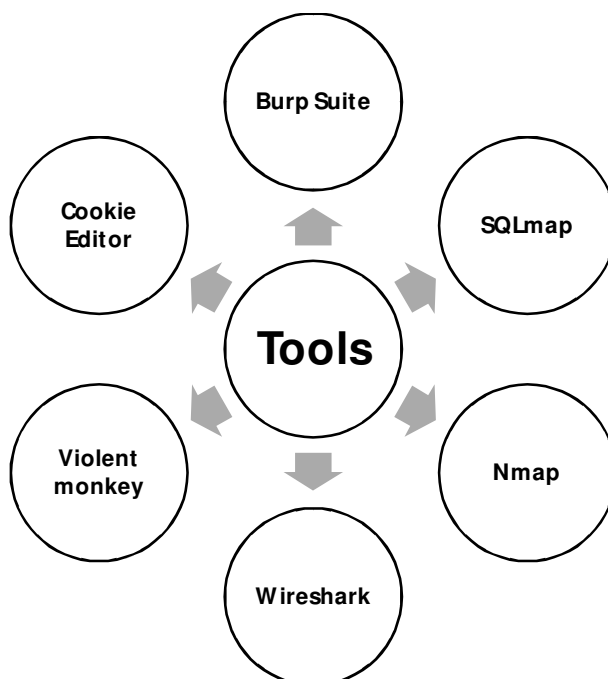 Burp Suite
Cookie
Editor
SQLmap
Tools
Violent
monkey
Nmap
Wireshark